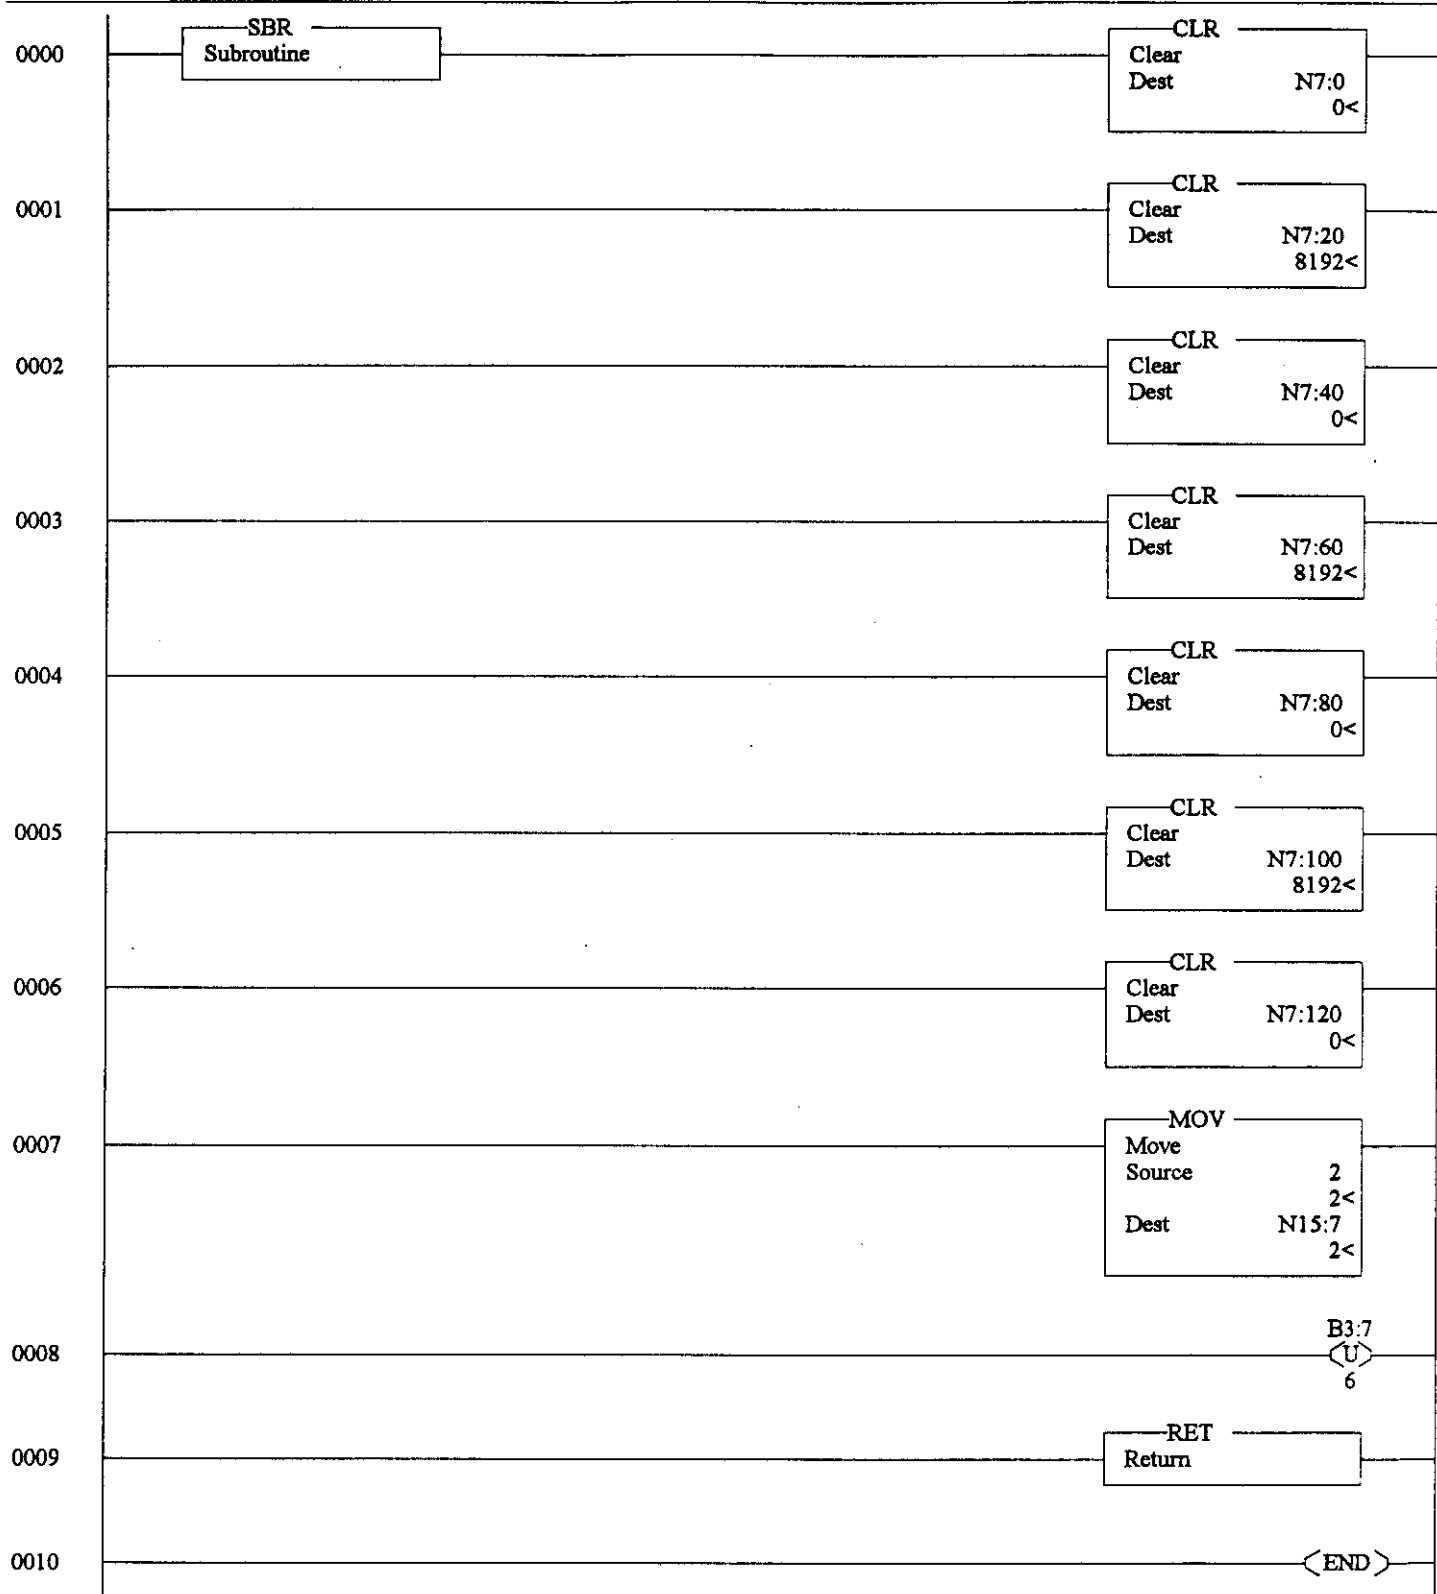 SBR
CLR
0000
Subroutine
Clear
Dest N7:0
0<
CLR
0001
Clear
Dest N7:20
8192<
CLR
0002
Clear
Dest N7:40
0<
CLR
0003
Clear
Dest N7:60
8192<
CLR
0004
Clear
Dest N7:80
0<
CLR
0005
Clear
Dest N7:100
8192<
CLR
0006
Clear
Dest N7:120
0<
MOV
0007
Move
Source 2
2<
Dest N15:7
2<
B3:7
0008
U
6
RET
0009
Return
0010
END